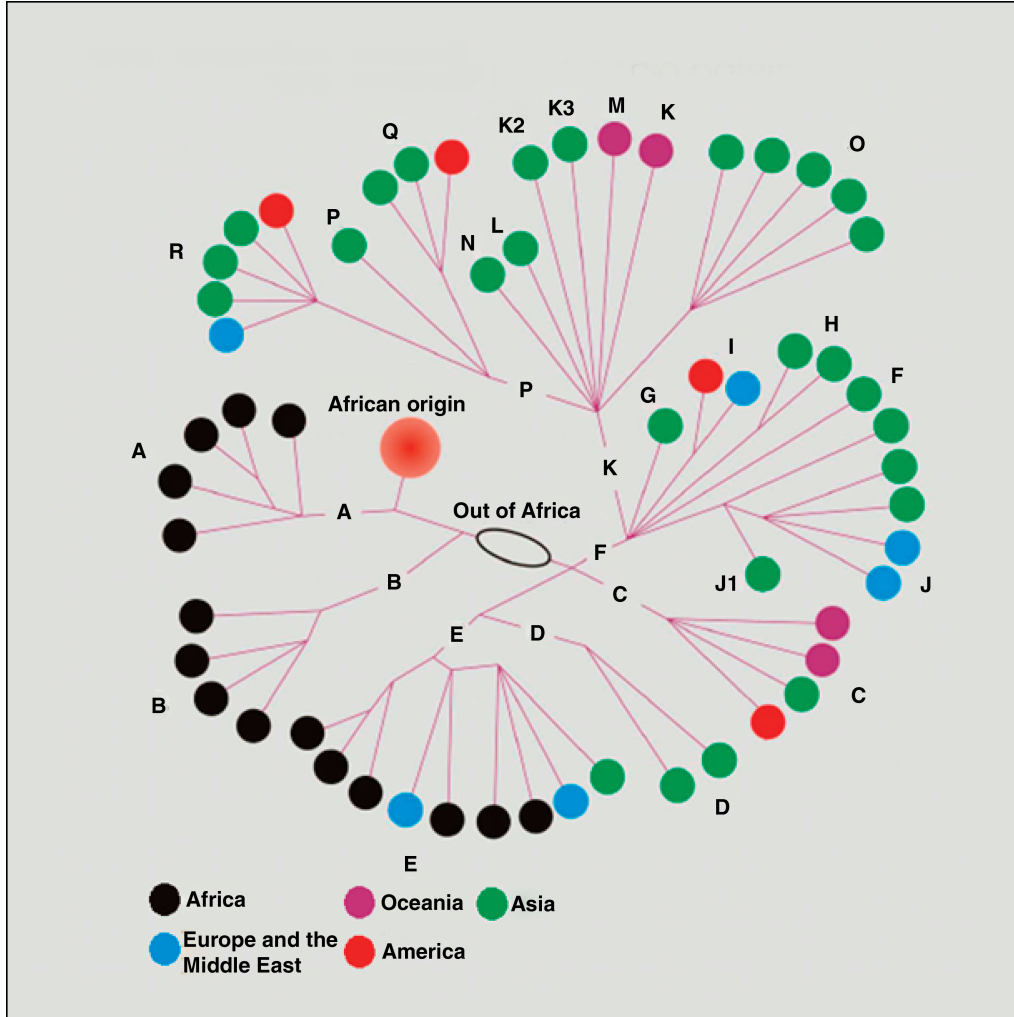 K3
M
K
K2
Q
O
P
L
R
N
H
I
F
P
G
African origin
A
K
A
Out of Africa
F
B
J1
J
C
E
D
C
B
D
E
Africa
Oceania
Asia
Europe and the
Middle East
America